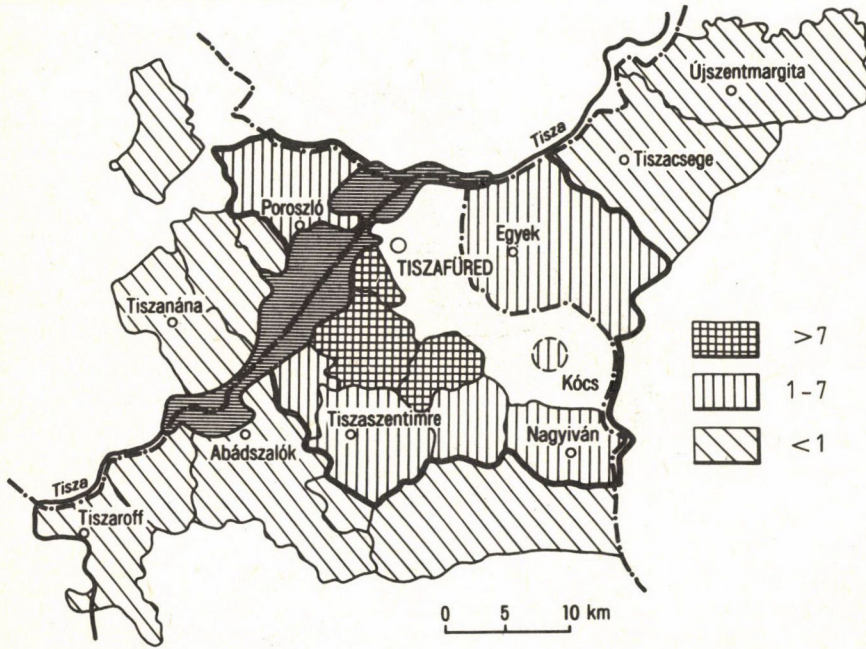 Újszentmargita
Tisza
Tiszacsege
Poroszló
Egyek
TISZAFÜRED
Tiszanána
>7
Kócs
1-7
Tiszaszentimre
Nagyiván
Abádszalók
<1
Tisza
Tiszaroff
0 5 10 km